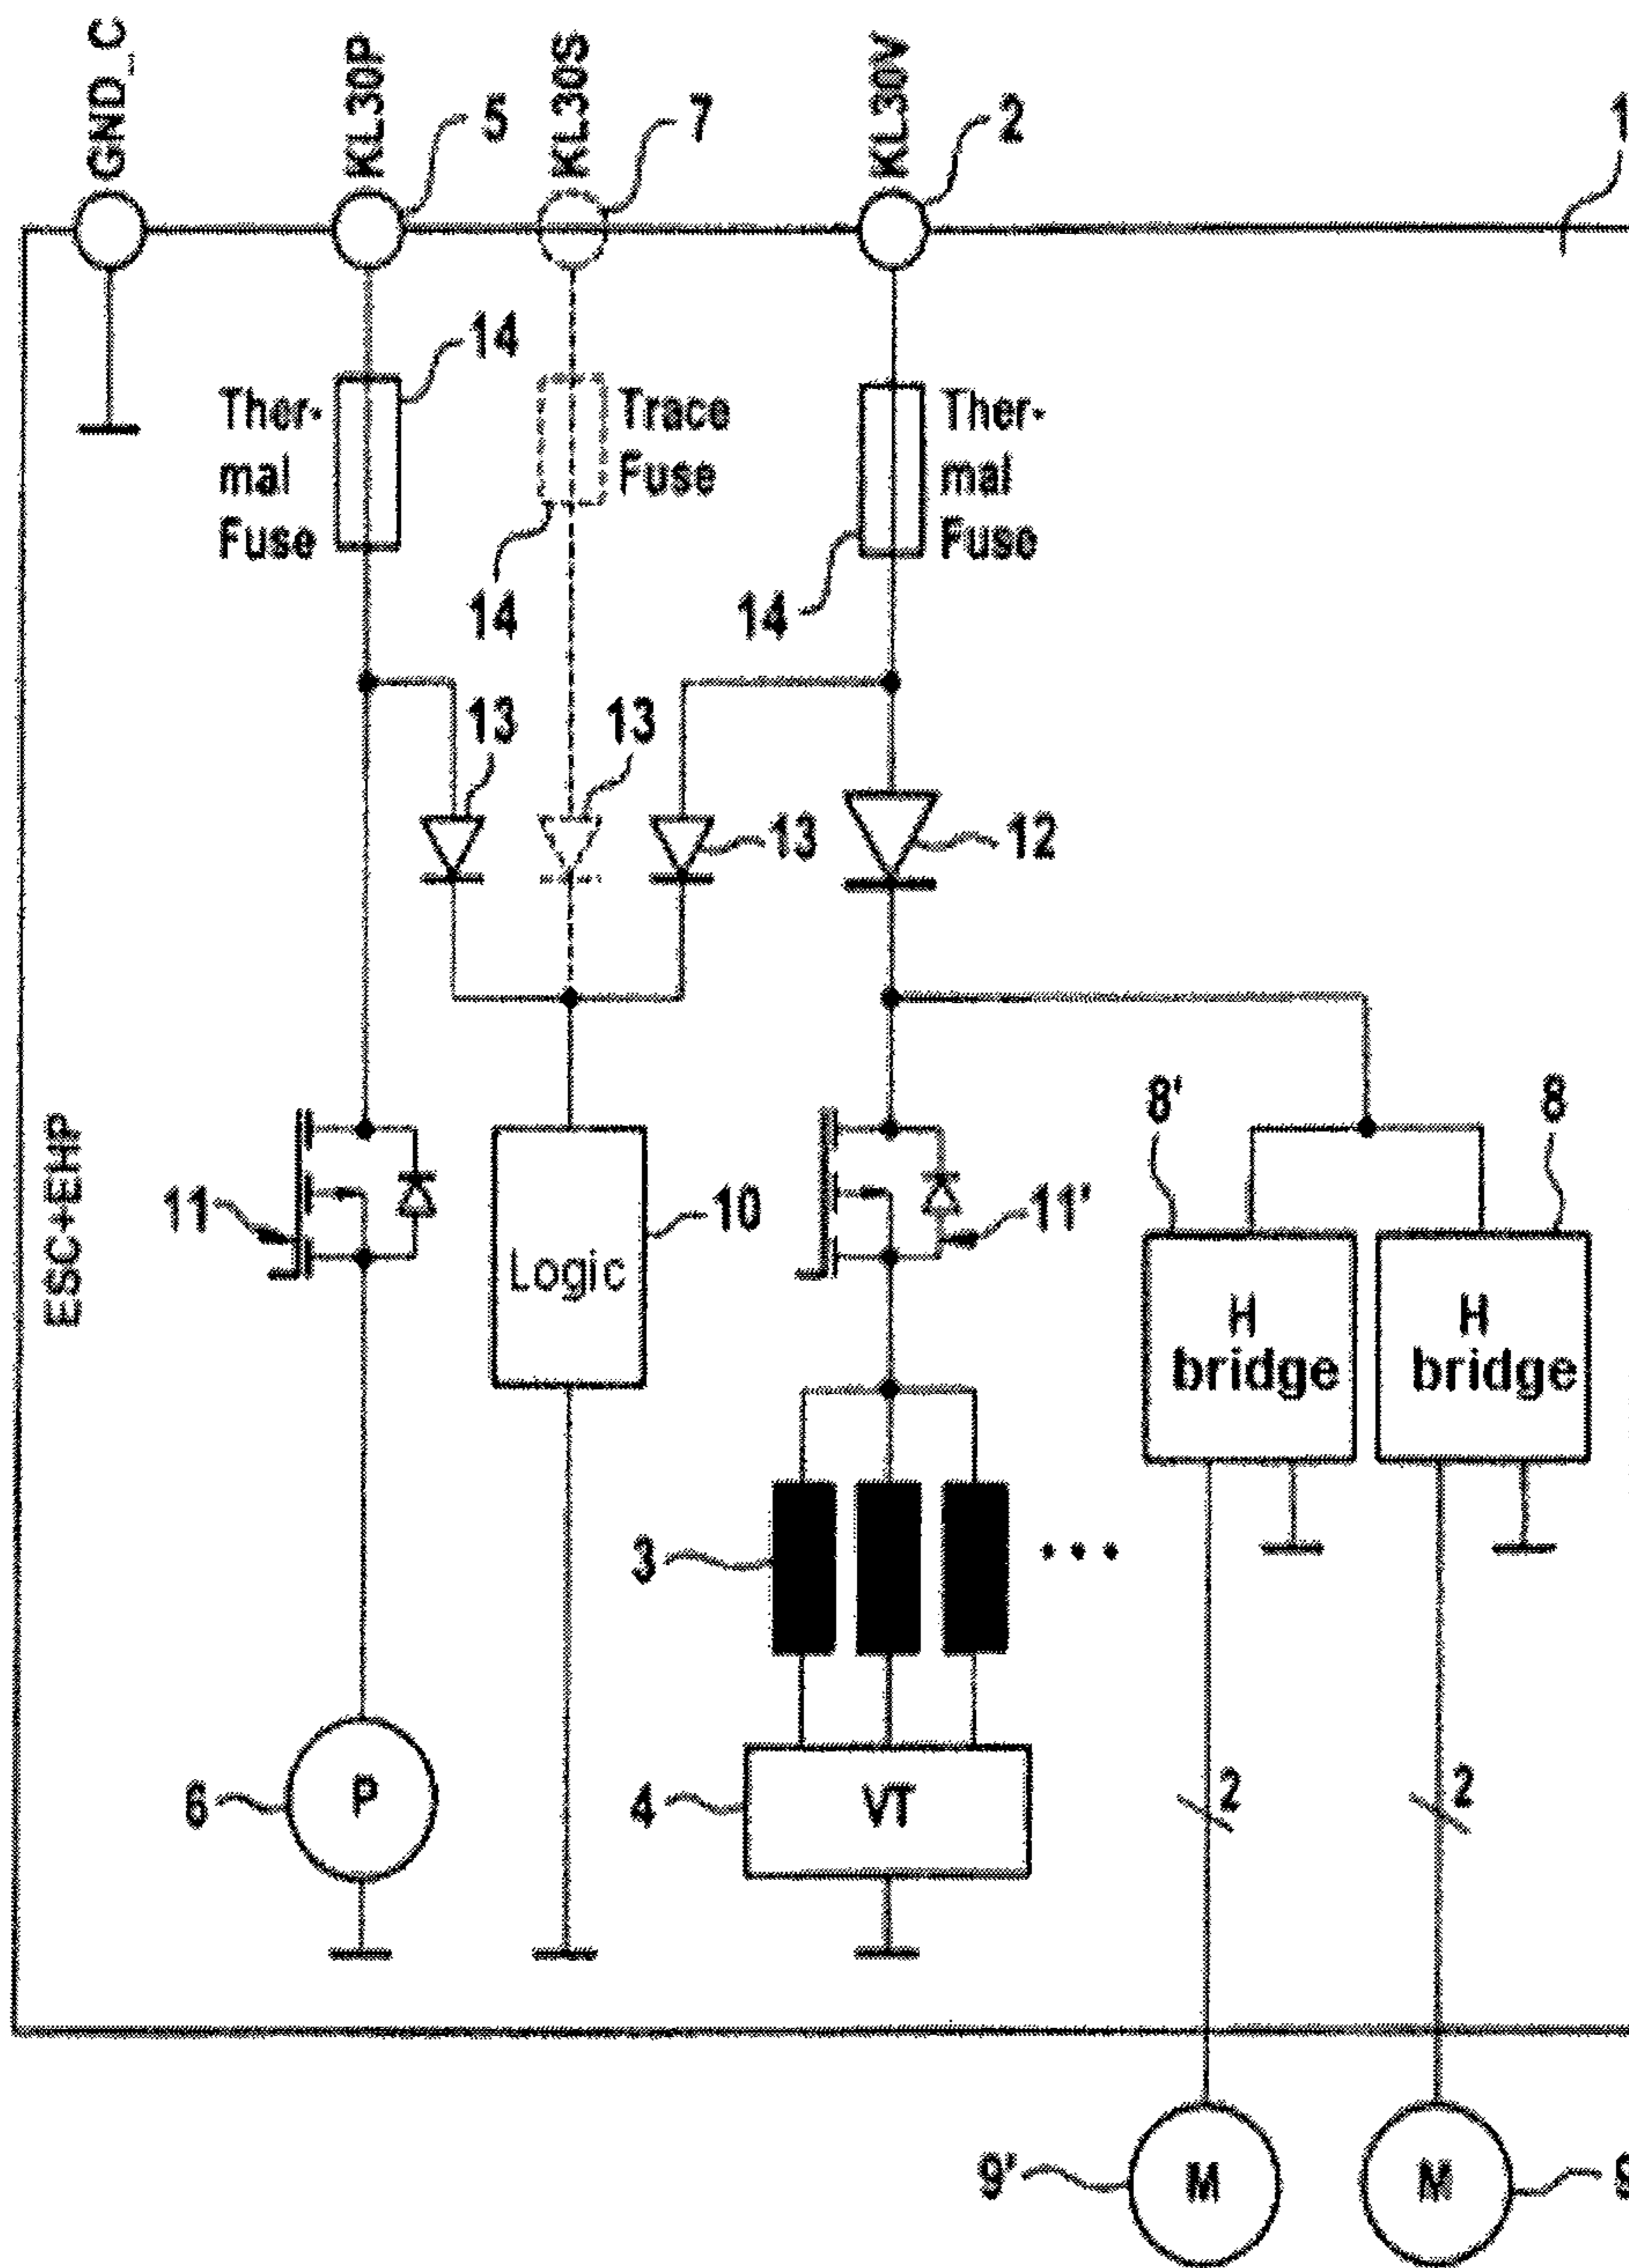 GND_C
KL30P
KL30S
KL30V
5
7
2
1
14
Ther-
mal
Fuse
Trace
Fuse
Ther-
mal
Fuse
14
14
13
13
13
12
ESC+EHP
8'
8
11
10
11'
Logic
H
bridge
H
bridge
3
2
2
6
P
4
VT
9'
M
M
9